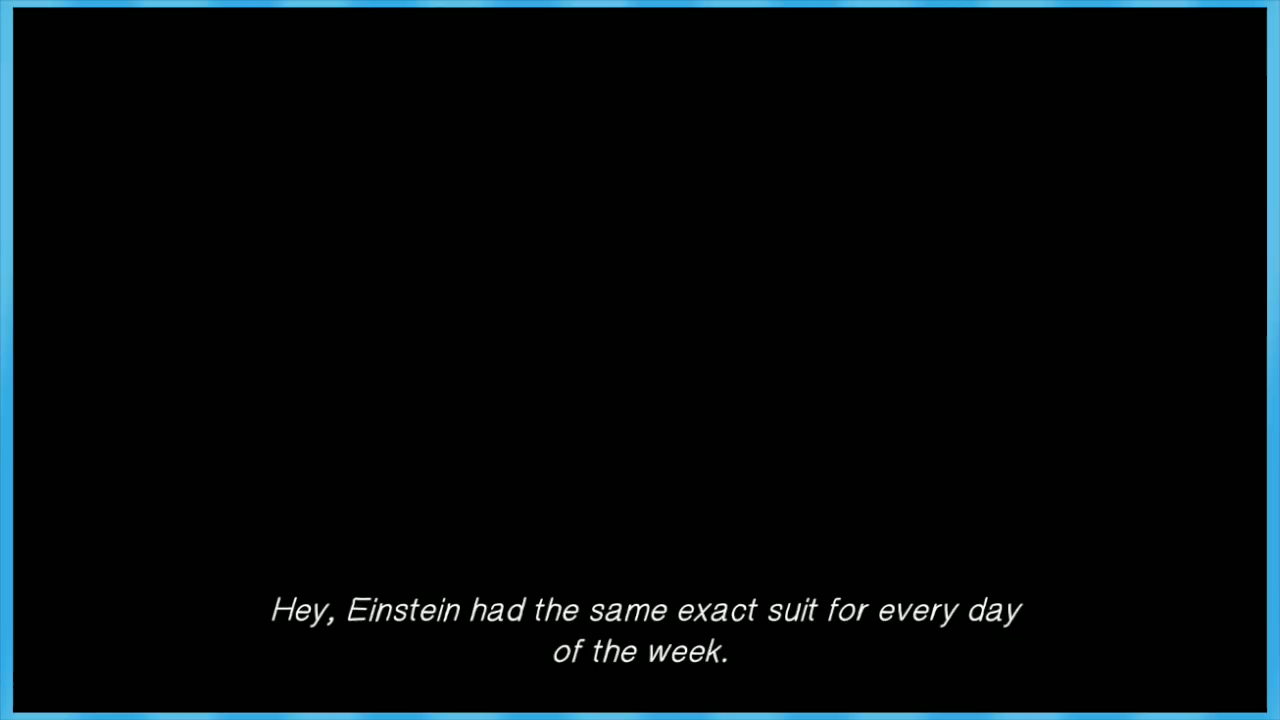 Hey, Einstein had the same exact suit for every day
of the week.